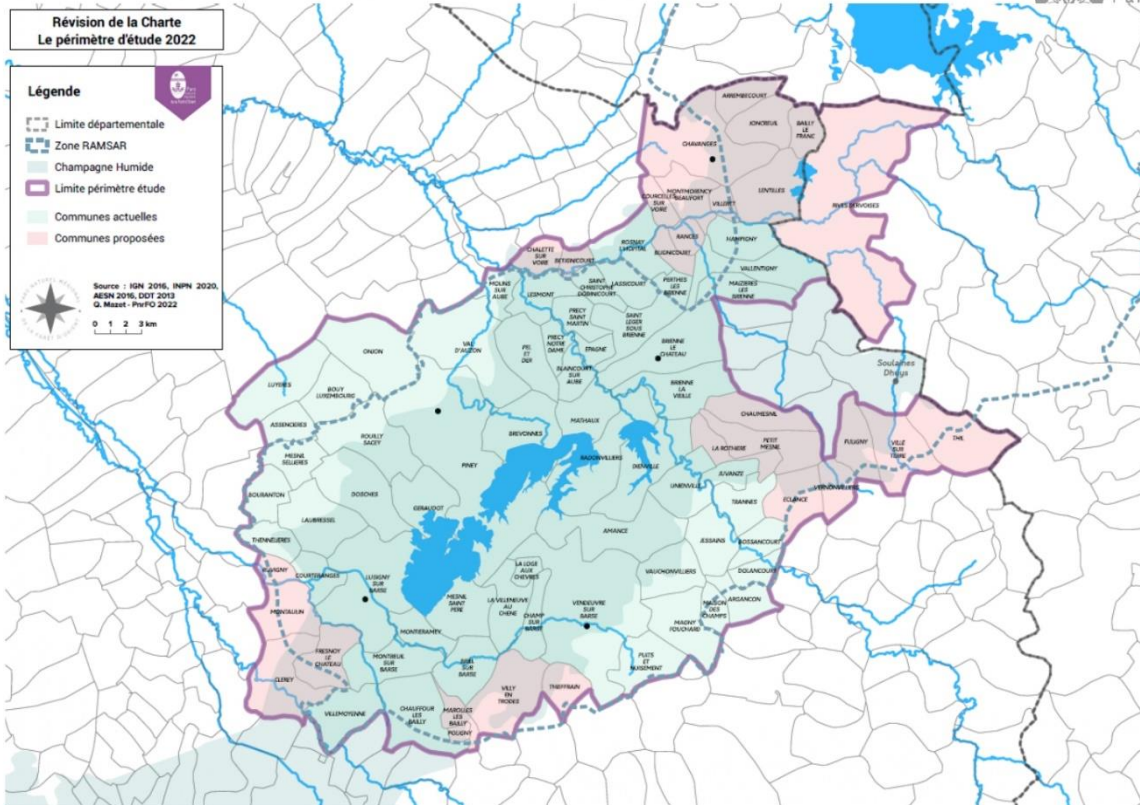 Révision de la Charte
Le périmètre d'étude 2022
Légende
Limite départementale
Zone RAMSAR
Champagne Humide
Limite périmètre étude
Communes actuelles
Communes proposées
Source : IGN 2016, INPN 2020,
AESN 2016, DDT 2013
Q. Mazet - PnrFO 2022
0 1 2 3 km
ARREMBECOURT
JONCREUIL
BAILLY
LE
FRANC
CHAVANGES
LENTILLES
MONTMORENCY
BEAUFORT
COURCELLES
SUR
VOIRE
VILLERET
RIVES DERVOISES
RANCES
HAMPIGNY
ROSNAY
L'HOPITAL
BLIGNICOURT
CHALETTE
SUR
VOIRE
BETIGNICOURT
VALLENTIGNY
MOLINS
SUR
AUBE
LESMONT
SAINT
CHRISTOPHE
DODINICOURT
LASSICOURT
PERTHES
LES
BRIENNE
MAIZIERES
LES
BRIENNE
PRECY
SAINT
MARTIN
SAINT
LEGER
SOUS
BRIENNE
ONJON
VAL
D'AUZON
PEL
ET
DER
PRECY
NOTRE
DAME
EPAGNE
BRIENNE
LE
CHATEAU
BLAINCOURT
SUR
AUBE
Soulaines
Dhuys
LUYERES
BOUY
LUXEMBOURG
BRIENNE
LA
VIEILLE
ASSENCIERES
MATHAUX
CHAUMESNIL
ROUILLY
SACEY
BREVONNES
PETIT
MESNIL
LA ROTHIERE
FULIGNY
VILLE
SUR
TERRE
THIL
MESNIL
SELLIERES
PINEY
RADONVILLIERS
DIENVILLE
JUVANZE
UNIENVILLE
VERNONVILLIERS
BOURANTON
DOSCHES
TRANNES
ECLANCE
GERAUDOT
LAUBRESSEL
AMANCE
THENNELIERES
JESSAINS
BOSSANCOURT
LA LOGE
AUX
CHEVRES
VAUCHONVILLIERS
DOLANCOURT
COURTERANGES
LUSIGNY
SUR
BARSE
MESNIL
SAINT
PERE
LA VILLENEUVE
AU
CHENE
VENDEUVRE
SUR
BARSE
MAISON
DES
CHAMPS
ARGANCON
MONTAULIN
CHAMP
SUR
BARSE
MAGNY
FOUCHARD
MONTIERAMEY
FRESNOY
LE
CHATEAU
MONTREUIL
SUR
BARSE
BRIEL
SUR
BARSE
PUITS
ET
NUISEMENT
CLEREY
VILLY
EN
TRODES
THIEFFRAIN
VILLEMOYENNE
CHAUFFOUR
LES
BAILLY
MAROLLES
LES
BAILLY
POLIGNY